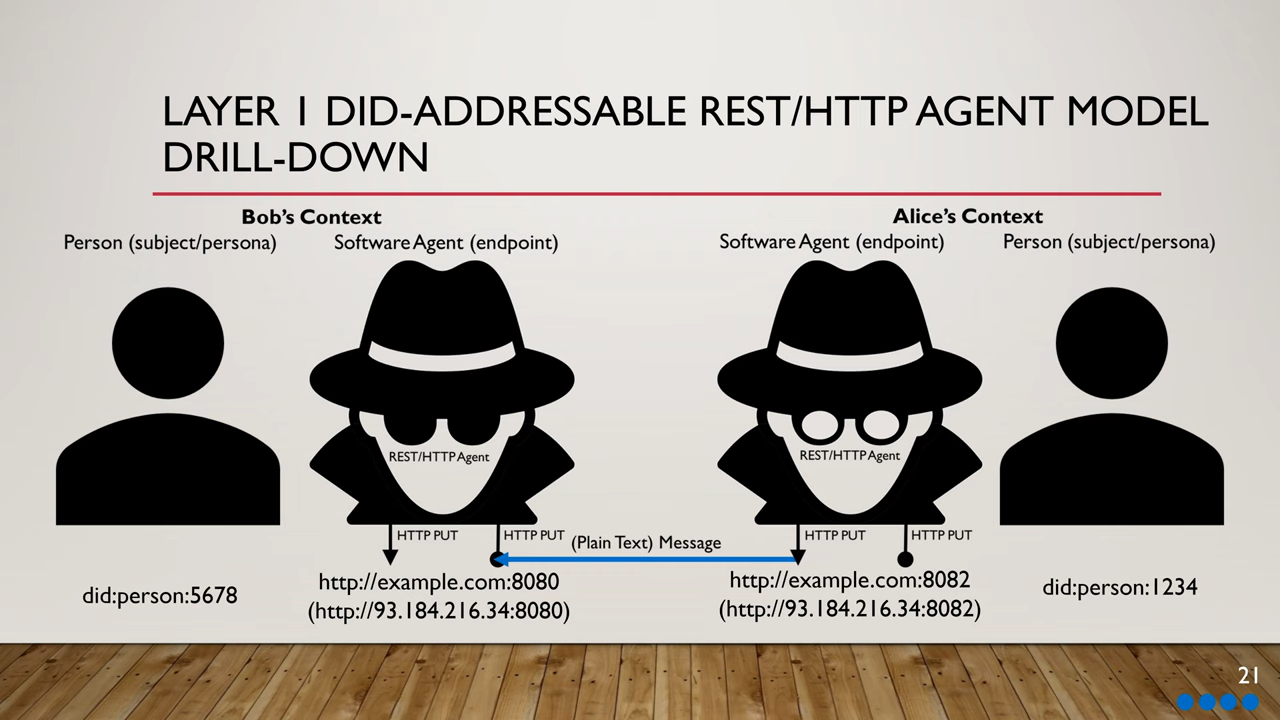 LAYER 1 DID-ADDRESSABLE REST/HTTP AGENT MODEL
DRILL-DOWN
Bob's Context
Person (subject/persona)
Software Agent (endpoint)
Alice's Context
Software Agent (endpoint)
Person (subject/persona)
REST/HTTP Agent
REST/HTTP Agent
HTTP PUT
HTTP PUT
(Plain Text) Message
HTTP PUT
HTTP PUT
did:person:5678
http://example.com:8080
(http://93.184.216.34:8080)
http://example.com:8082
(http://93.184.216.34:8082)
did:person:1234
21